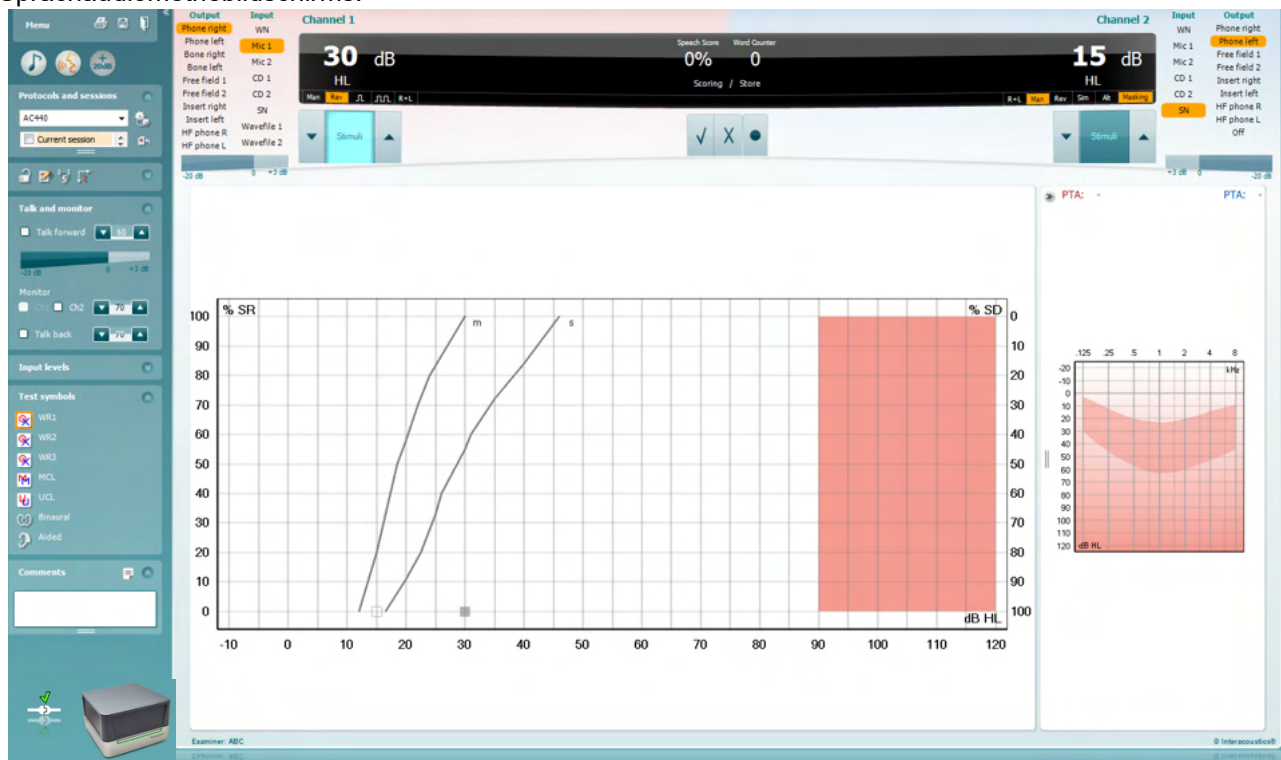 Sprachaudiometriebildschirms:
Menu
Output Input Channel 1 Channel 2 Input Output
Phone right WN WN Phone right
Phone left Mic 1 Speech Score Word Counter Mic 1 Phone left
Bone right Mic 2 30 dB 0% 0 15 dB Mic 2 Free field 1
Bone left CD 1 HL HL CD 1 Free field 2
Free field 1 CD 2 Scoring / Store CD 2 Insert right
Free field 2 SN Man Rev R+L R+L Man Rev Sim Alt Masking SN Insert left
Insert right Wavefile 1 HF phone R
Insert left Wavefile 2 HF phone L
HF phone R Off
HF phone L
Stimuli Stimuli
-20 dB 0 +3 dB +3 dB -20 dB
Protocols and sessions
AC440
Current session
Talk and monitor
Talk forward 60
-20 dB 0 +3 dB
Monitor
Ch1 Ch2 70
Talk back 70
Input levels
Test symbols
WR1
WR2
WR3
MCL
UCL
Binaural
Aided
Comments
% SR % SD
m s
100 0
90 10
80 20
70 30
60 40
50 50
40 60
30 70
20 80
10 90
0 100
dB HL
-10 0 10 20 30 40 50 60 70 80 90 100 110 120
PTA: - PTA: -
.125 .25 .5 1 2 4 8
kHz
-20
-10
0
10
20
30
40
50
60
70
80
90
100
110
120 dB HL
Examiner: ABC
© Interacoustics®